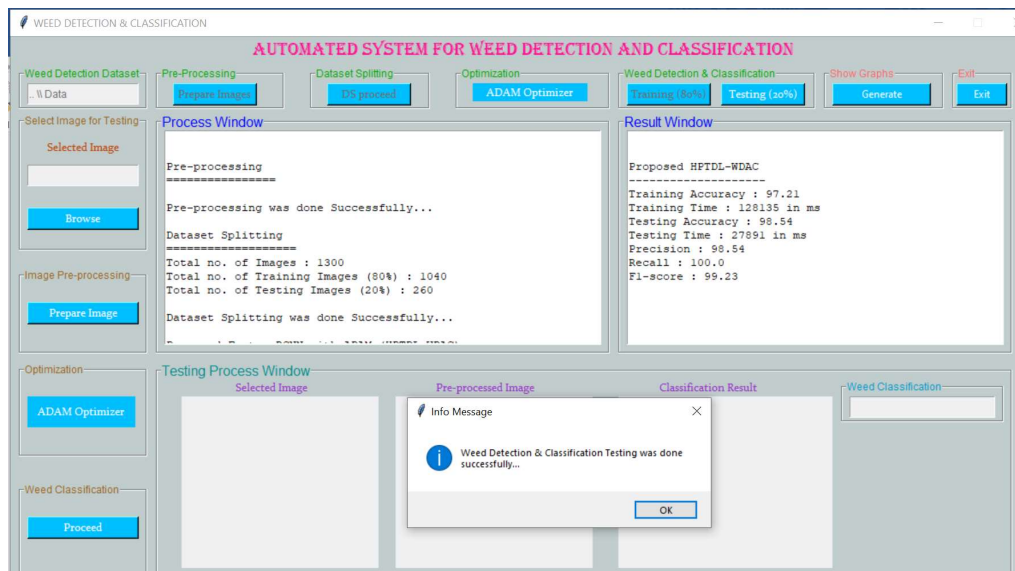 WEED DETECTION & CLASSIFICATION
AUTOMATED SYSTEM FOR WEED DETECTION AND CLASSIFICATION
Weed Detection Dataset
.. \\ Data
Pre-Processing
Prepare Images
Dataset Splitting
DS proceed
Optimization
ADAM Optimizer
Weed Detection & Classification
Training (80%)
Testing (20%)
Show Graphs
Generate
Exit
Exit
Select Image for Testing
Selected Image
Browse
Image Pre-processing
Prepare Image
Optimization
ADAM Optimizer
Weed Classification
Proceed
Process Window
Pre-processing
================
Pre-processing was done Successfully...
Dataset Splitting
===================
Total no. of Images : 1300
Total no. of Training Images (80%) : 1040
Total no. of Testing Images (20%) : 260
Dataset Splitting was done Successfully...
Result Window
Proposed HPTDL-WDAC
--------------------
Training Accuracy : 97.21
Training Time : 128135 in ms
Testing Accuracy : 98.54
Testing Time : 27891 in ms
Precision : 98.54
Recall : 100.0
F1-score : 99.23
Testing Process Window
Selected Image
Pre-processed Image
Classification Result
Weed Classification
Info Message
Weed Detection & Classification Testing was done
successfully...
OK